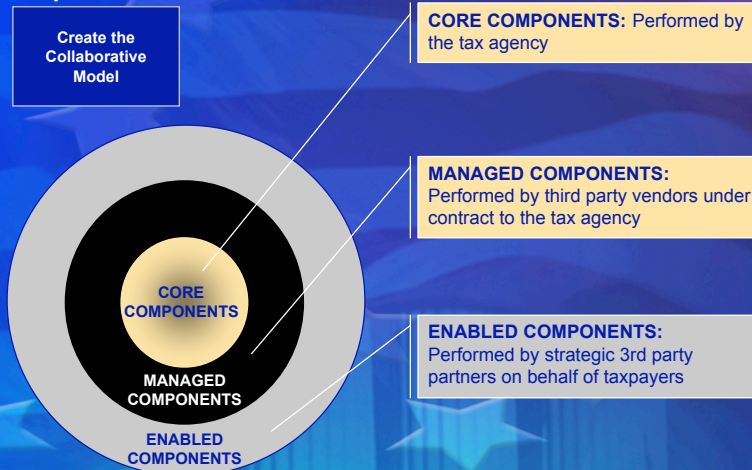 Create the
Collaborative
Model
CORE COMPONENTS: Performed by
the tax agency
MANAGED COMPONENTS:
Performed by third party vendors under
contract to the tax agency
ENABLED COMPONENTS:
Performed by strategic 3rd party
partners on behalf of taxpayers
CORE
COMPONENTS
MANAGED
COMPONENTS
ENABLED
COMPONENTS